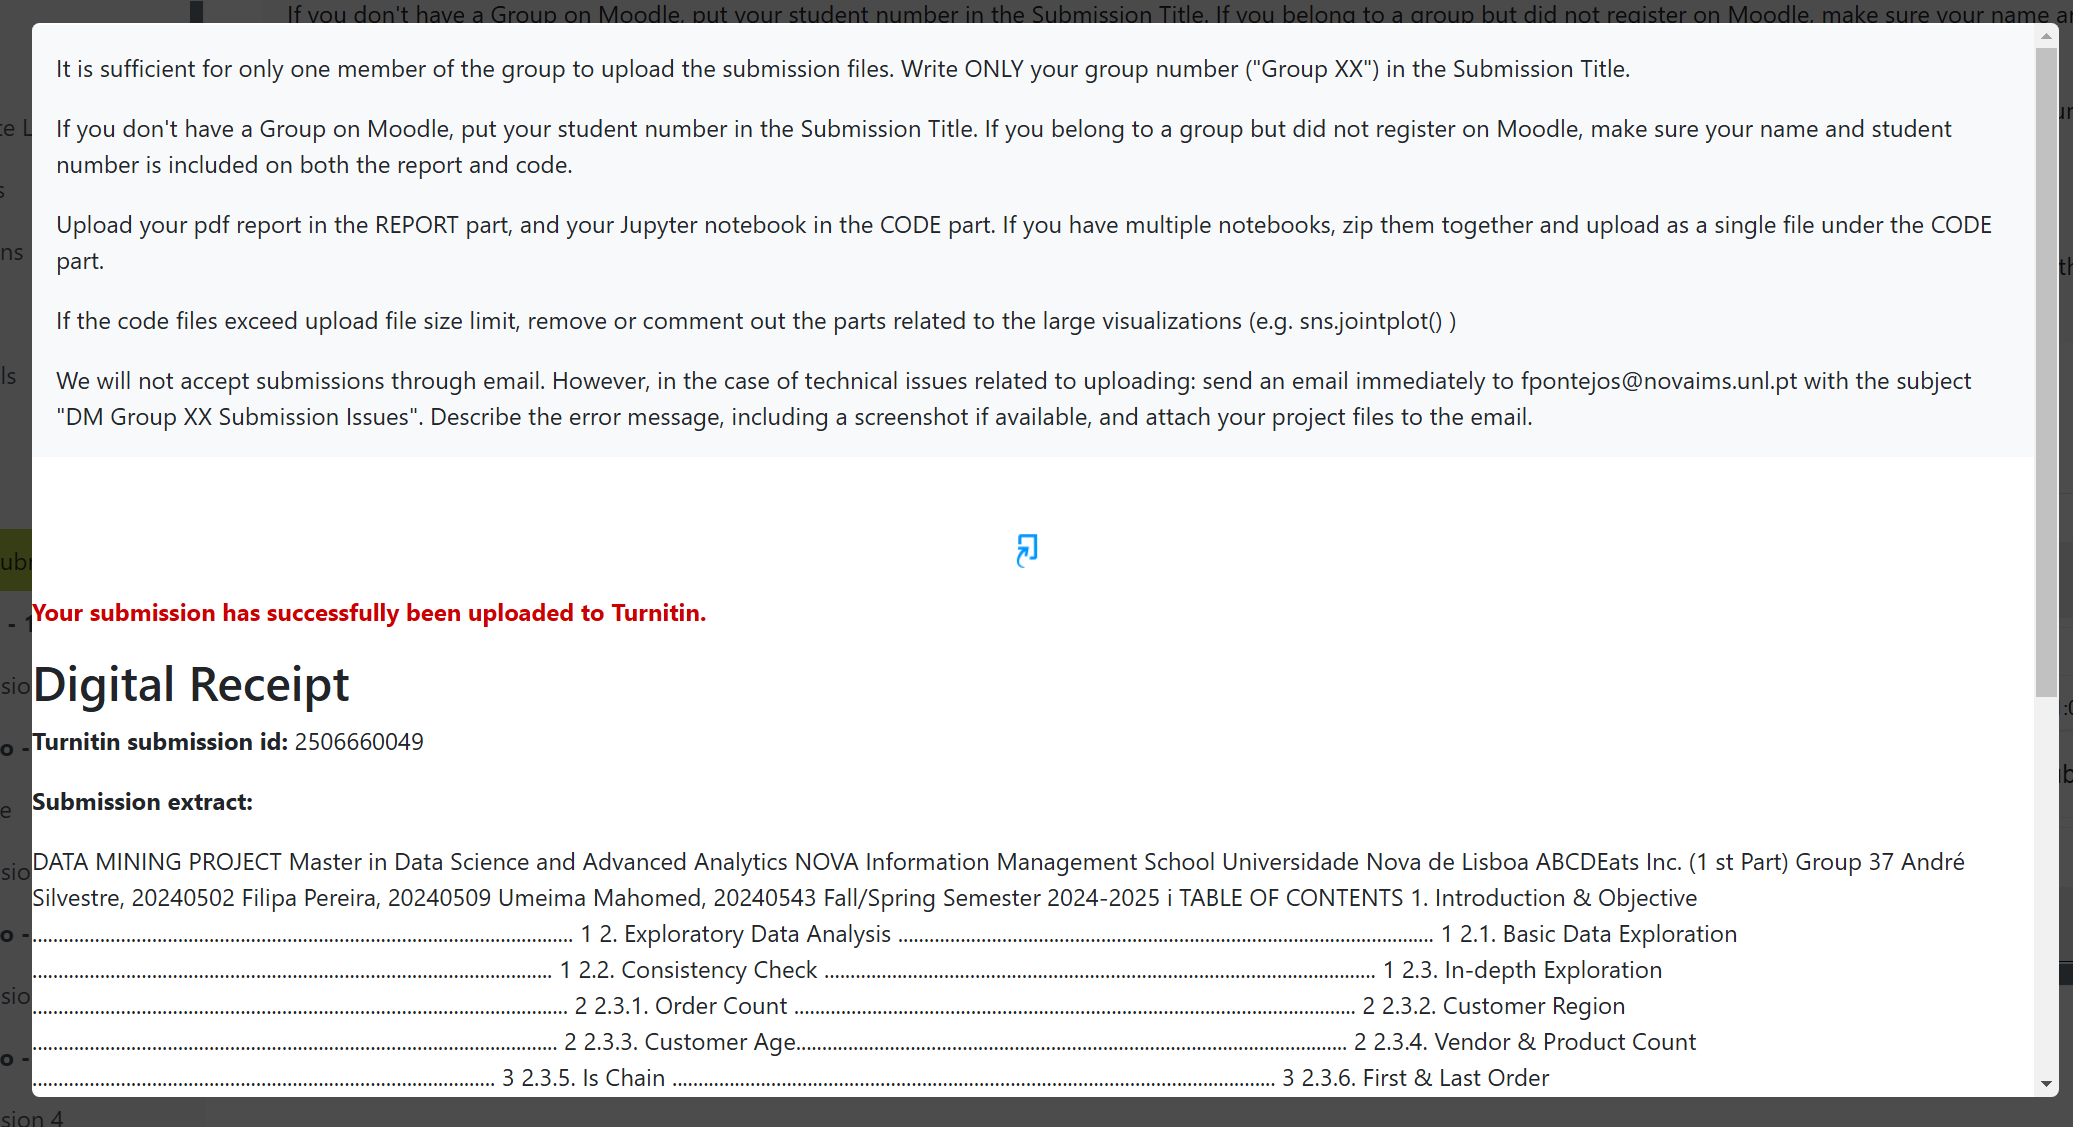 If you don't have a Group on Moodle, put your student number in the Submission Title. If you belong to a group but did not register on Moodle, make sure your name
It is sufficient for only one member of the group to upload the submission files. Write ONLY your group number ("Group XX") in the Submission Title.
If you don't have a Group on Moodle, put your student number in the Submission Title. If you belong to a group but did not register on Moodle, make sure your name and student
number is included on both the report and code.
Upload your pdf report in the REPORT part, and your Jupyter notebook in the CODE part. If you have multiple notebooks, zip them together and upload as a single file under the CODE
part.
If the code files exceed upload file size limit, remove or comment out the parts related to the large visualizations (e.g. sns.jointplot() )
We will not accept submissions through email. However, in the case of technical issues related to uploading: send an email immediately to fpontejos@novaims.unl.pt with the subject
"DM Group XX Submission Issues". Describe the error message, including a screenshot if available, and attach your project files to the email.
Your submission has successfully been uploaded to Turnitin.
Digital Receipt
Turnitin submission id: 2506660049
Submission extract:
DATA MINING PROJECT Master in Data Science and Advanced Analytics NOVA Information Management School Universidade Nova de Lisboa ABCDEats Inc. (1 st Part) Group 37 André
Silvestre, 20240502 Filipa Pereira, 20240509 Umeima Mahomed, 20240543 Fall/Spring Semester 2024-2025 i TABLE OF CONTENTS 1. Introduction & Objective
........................................................................................................ 1 2. Exploratory Data Analysis ....................................................................................................... 1 2.1. Basic Data Exploration
.................................................................................................... 1 2.2. Consistency Check .......................................................................................................... 1 2.3. In-depth Exploration
....................................................................................................... 2 2.3.1. Order Count ............................................................................................................ 2 2.3.2. Customer Region
..................................................................................................... 2 2.3.3. Customer Age.......................................................................................................... 2 2.3.4. Vendor & Product Count
......................................................................................... 3 2.3.5. Is Chain .................................................................................................................... 3 2.3.6. First & Last Order